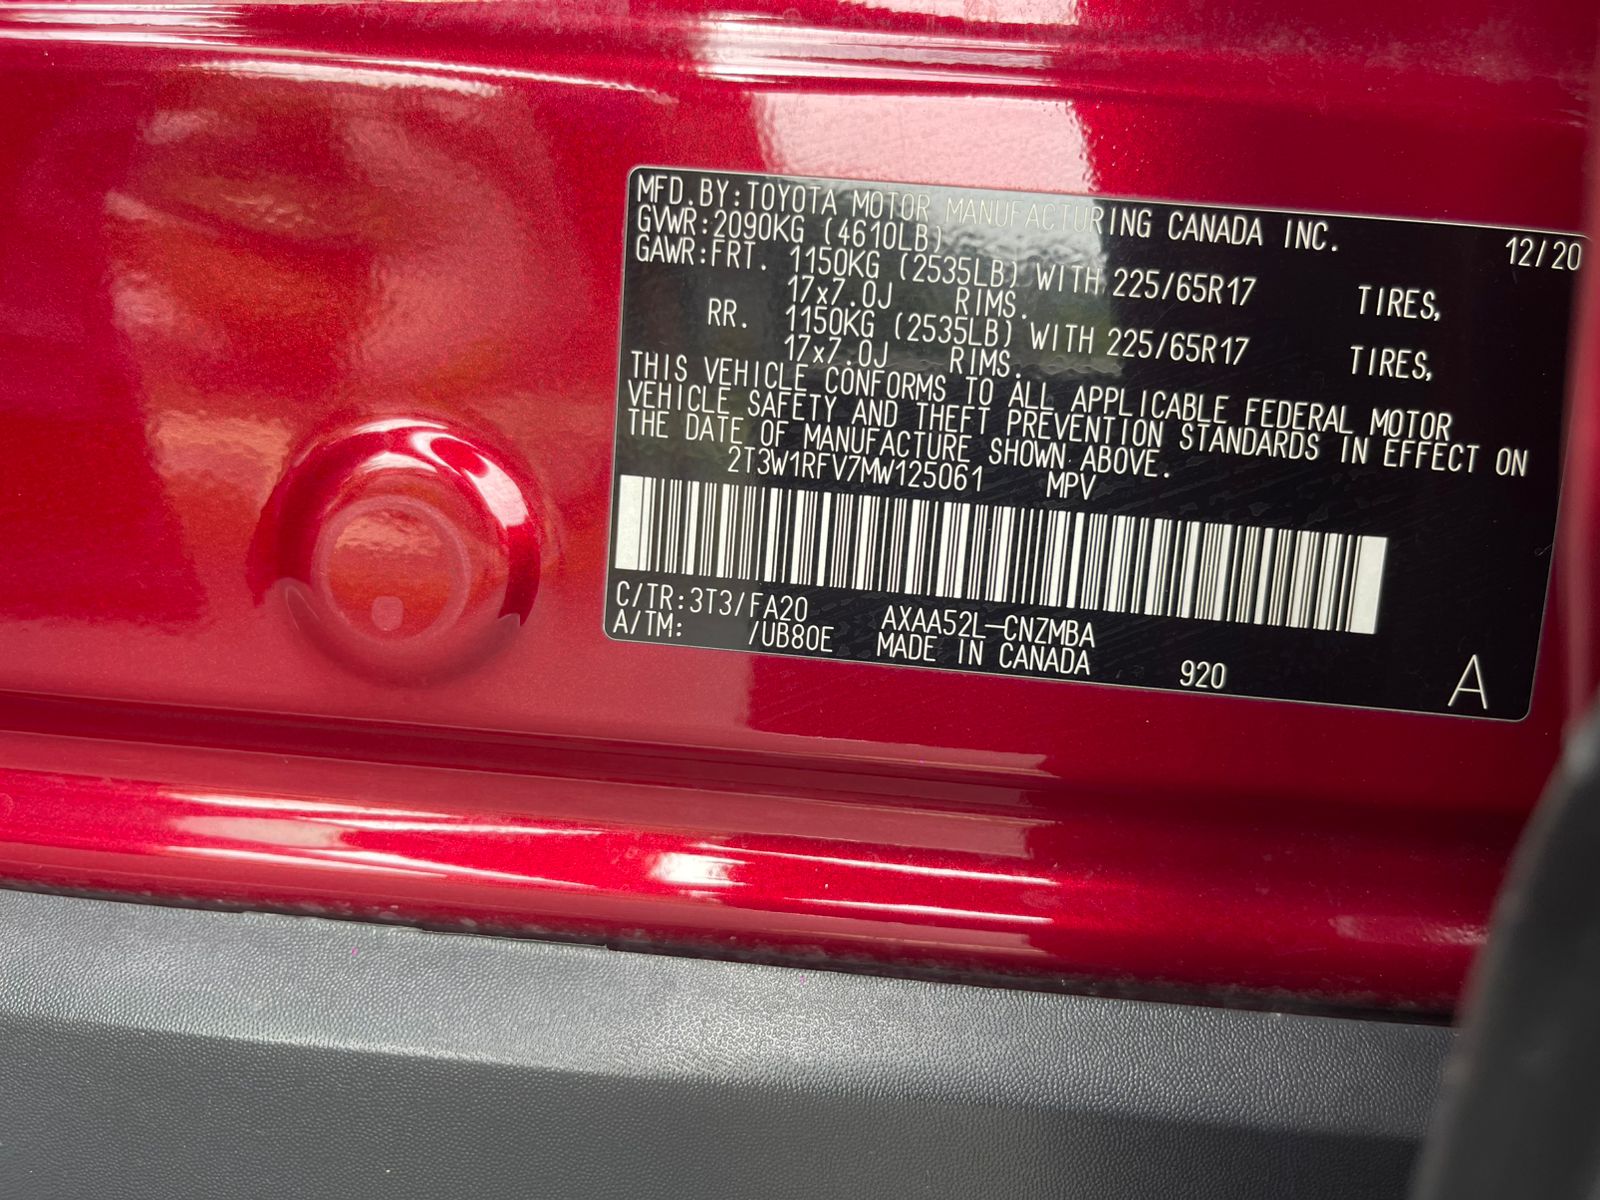 MFD.BY:TOYOTA MOTOR MANUFACTURING CANADA INC. 12/20
GVWR:2090KG (4610LB)
GAWR:FRT. 1150KG (2535LB) WITH 225/65R17 TIRES,
17x7.0J RIMS.
RR. 1150KG (2535LB) WITH 225/65R17 TIRES,
17x7.0J RIMS.
THIS VEHICLE CONFORMS TO ALL APPLICABLE FEDERAL MOTOR
VEHICLE SAFETY AND THEFT PREVENTION STANDARDS IN EFFECT ON
THE DATE OF MANUFACTURE SHOWN ABOVE.
2T3W1RFV7MW125061 MPV
C/TR:3T3/FA20 AXAA52L-CNZMBA
A/TM: /UB80E MADE IN CANADA 920 A